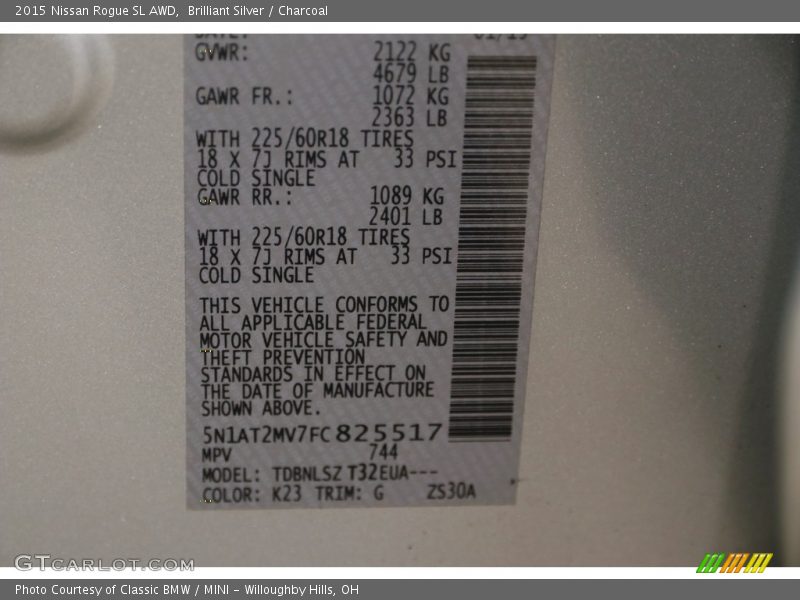 2015 Nissan Rogue SL AWD, Brilliant Silver / Charcoal
GVWR: 2122 KG
4679 LB
GAWR FR.: 1072 KG
2363 LB
WITH 225/60R18 TIRES
18 X 7J RIMS AT 33 PSI
COLD SINGLE
GAWR RR.: 1089 KG
2401 LB
WITH 225/60R18 TIRES
18 X 7J RIMS AT 33 PSI
COLD SINGLE
THIS VEHICLE CONFORMS TO
ALL APPLICABLE FEDERAL
MOTOR VEHICLE SAFETY AND
THEFT PREVENTION
STANDARDS IN EFFECT ON
THE DATE OF MANUFACTURE
SHOWN ABOVE.
5N1AT2MV7FC825517
MPV 744
MODEL: TDBNLSZ T32EUA---
COLOR: K23 TRIM: G ZS30A
GTCARLOT.COM
Photo Courtesy of Classic BMW / MINI - Willoughby Hills, OH